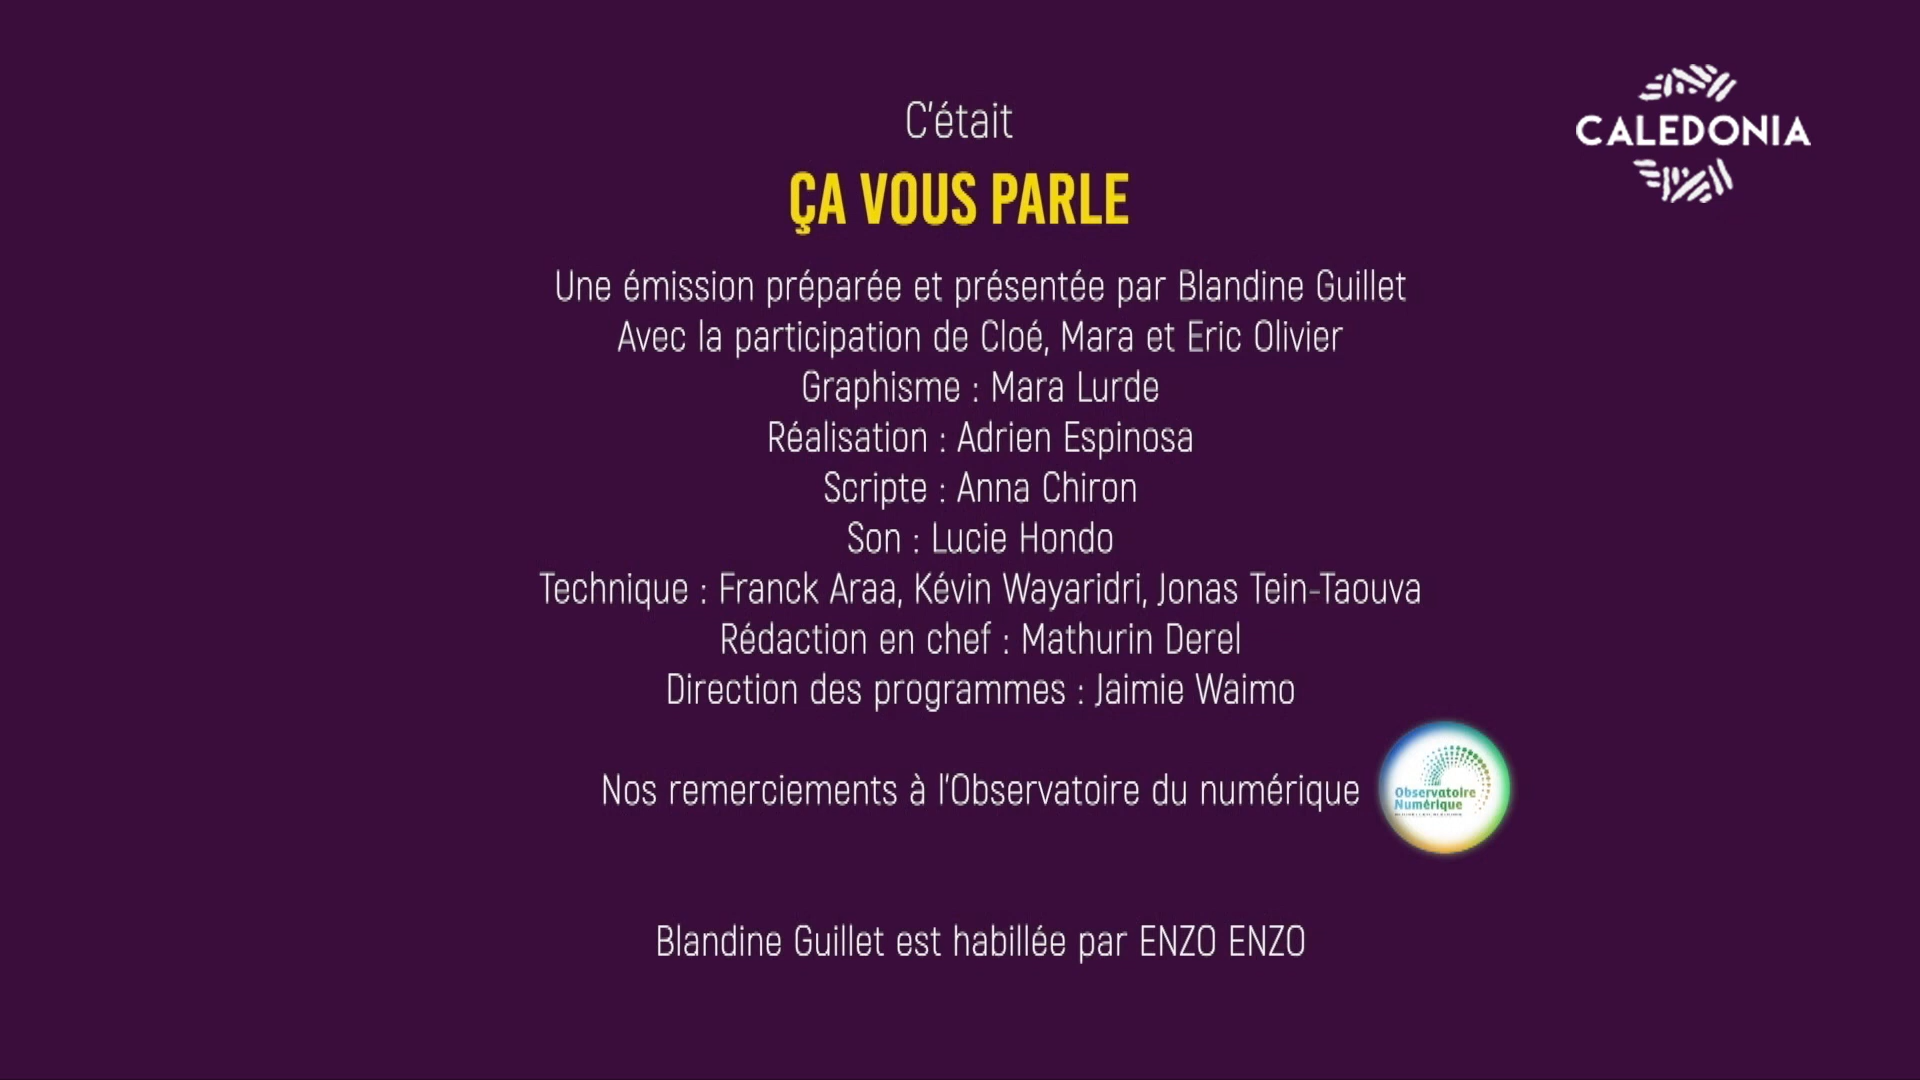 C'était
CALEDONIA
ÇA VOUS PARLE
Une émission préparée et présentée par Blandine Guillet
Avec la participation de Cloé, Mara et Eric Olivier
Graphisme : Mara Lurde
Réalisation : Adrien Espinosa
Scripte : Anna Chiron
Son : Lucie Hondo
Technique : Franck Araa, Kévin Wayaridri, Jonas Tein-Taouva
Rédaction en chef : Mathurin Derel
Direction des programmes : Jaimie Waimo
Nos remerciements à l'Observatoire du numérique
Observatoire
Numérique
Blandine Guillet est habillée par ENZO ENZO